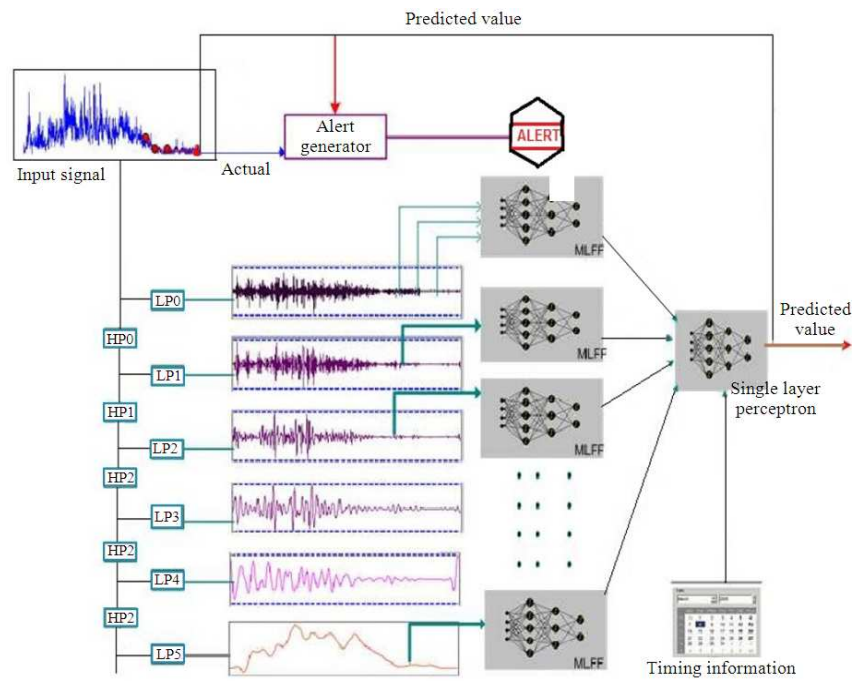 Predicted value
Alert
generator
ALERT
Input signal
Actual
MLFF
LP0
HP0
MLFF
Predicted
value
LP1
Single layer
perceptron
HP1
LP2
MLFF
HP2
LP3
HP2
LP4
HP2
LP5
MLFF
Timing information